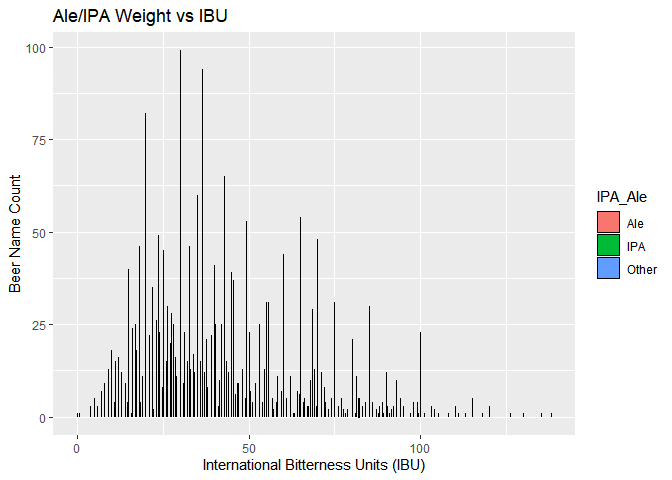 Ale/IPA Weight vs IBU
100
75
50
25
0
Beer Name Count
0
50
100
International Bitterness Units (IBU)
IPA_Ale
Ale
IPA
Other